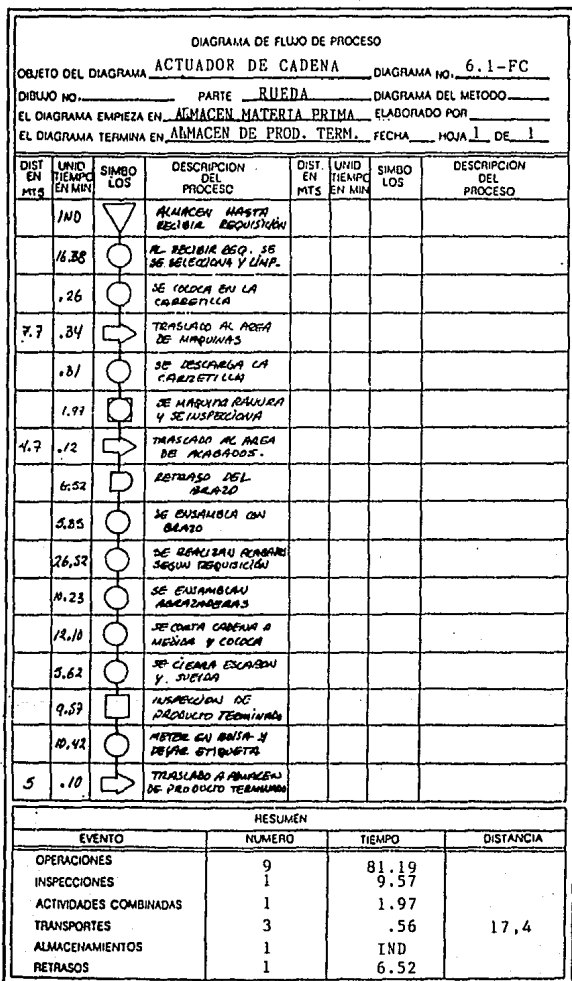 DIAGRAMA DE FLUJO DE PROCESO
OBJETO DEL DIAGRAMA ACTUADOR DE CADENA DIAGRAMA NO. 6.1-FC
DIBUJO NO. PARTE RUEDA DIAGRAMA DEL METODO
EL DIAGRAMA EMPIEZA EN ALMACEN MATERIA PRIMA ELABORADO POR
EL DIAGRAMA TERMINA EN ALMACEN DE PROD. TERM. FECHA HOJA 1 DE 1
DIST EN MTS UNID TIEMPO EN MIN SIMBO LOS DESCRIPCION DEL PROCESO DIST. EN MTS UNID TIEMPO EN MIN SIMBO LOS DESCRIPCION DEL PROCESO
IND ALMACEN HASTA
RECIBIR REQUISICIÓN
16.38 AL RECIBIR REQ. SE
SE SELECCIONA Y LIMP.
.26 SE COLOCA EN LA
CARRETILLA
7.7 .34 TRASLADO AL AREA
DE MAQUINAS
.81 SE DESCARGA LA
CARRETILLA
1.97 SE MAQUINA RANURA
Y SE INSPECCIONA
4.7 .12 TRASLADO AL AREA
DE ACABADOS.
6.52 RETRASO DEL
BRAZO
5.85 SE ENSAMBLA CON
BRAZO
26,52 SE REALIZAN ACABADOS
SEGUN REQUISICIÓN
10.23 SE ENSAMBLAN
ABRAZADERAS
12.10 SE CORTA CADENA A
MEDIDA Y COLOCA
5.62 SE CIERRA ESLABON
Y SUELDA
9.57 INSPECCION DE
PRODUCTO TERMINADO
10.42 METER EN BOLSA Y
PEGAR ETIQUETA
5 .10 TRASLADO A ALMACEN
DE PRODUCTO TERMINADO
RESUMEN
EVENTO NUMERO TIEMPO DISTANCIA
OPERACIONES 9 81.19
INSPECCIONES 1 9.57
ACTIVIDADES COMBINADAS 1 1.97
TRANSPORTES 3 .56 17,4
ALMACENAMIENTOS 1 IND
RETRASOS 1 6.52